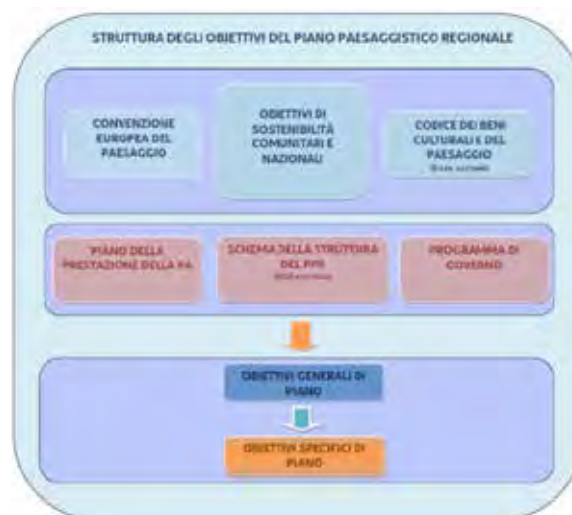 STRUTTURA DEGLI OBIETTIVI DEL PIANO PAESAGGISTICO REGIONALE
CONVENZIONE
EUROPEA DEL
PAESAGGIO
OBIETTIVI DI
SOSTENIBILITÀ
COMUNITARI E
NAZIONALI
CODICE DEI BENI
CULTURALI E DEL
PAESAGGIO
PIANO DELLA
PRESTAZIONE DELLA PA
SCHEMA DELLA STRUTTURA
DEL PPR
PROGRAMMA DI
GOVERNO
OBIETTIVI GENERALI DI
PIANO
OBIETTIVI SPECIFICI DI
PIANO